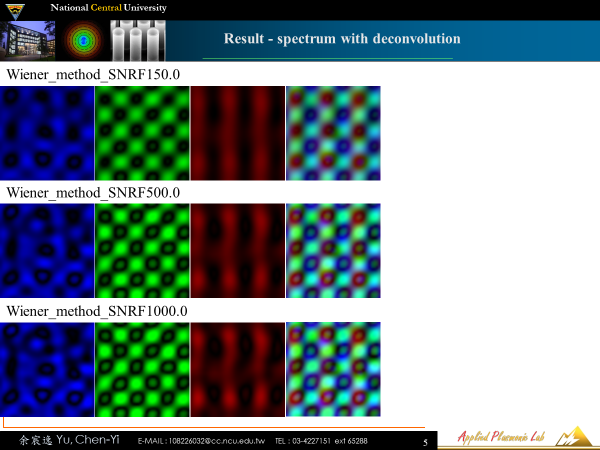 National Central University
Result - spectrum with deconvolution
Wiener_method_SNRF150.0
Wiener_method_SNRF500.0
Wiener_method_SNRF1000.0
余宸逸 Yu, Chen-Yi
E-MAIL : 108226032@cc.ncu.edu.tw
TEL : 03-4227151 ext 65288
5
Applied Plasmonic Lab